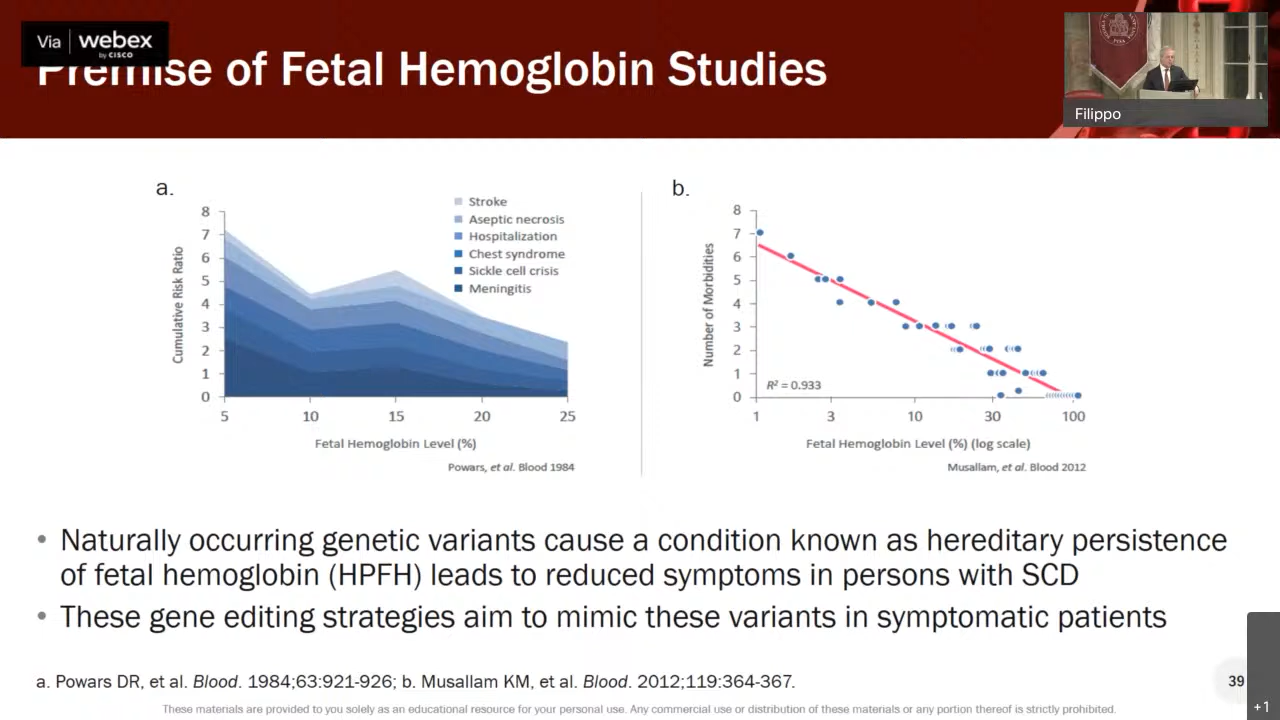 Via webex
by CISCO
Premise of Fetal Hemoglobin Studies
Filippo
a.
Stroke
Aseptic necrosis
Hospitalization
Chest syndrome
Sickle cell crisis
Meningitis
Cumulative Risk Ratio
8
7
6
5
4
3
2
1
0
5 10 15 20 25
Fetal Hemoglobin Level (%)
Powars, et al. Blood 1984
b.
Number of Morbidities
8
7
6
5
4
3
2
1
0
R² = 0.933
1 3 10 30 100
Fetal Hemoglobin Level (%) (log scale)
Musallam, et al. Blood 2012
• Naturally occurring genetic variants cause a condition known as hereditary persistence
of fetal hemoglobin (HPFH) leads to reduced symptoms in persons with SCD
• These gene editing strategies aim to mimic these variants in symptomatic patients
a. Powars DR, et al. Blood. 1984;63:921-926; b. Musallam KM, et al. Blood. 2012;119:364-367.
39
These materials are provided to you solely as an educational resource for your personal use. Any commercial use or distribution of these materials or any portion thereof is strictly prohibited.
+1